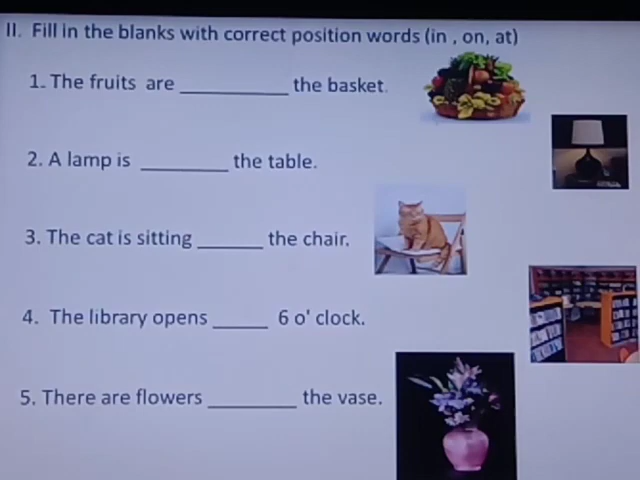 II. Fill in the blanks with correct position words (in , on, at)
1. The fruits are __________ the basket.
2. A lamp is ________ the table.
3. The cat is sitting ______ the chair.
4. The library opens _____ 6 o' clock.
5. There are flowers ________ the vase.